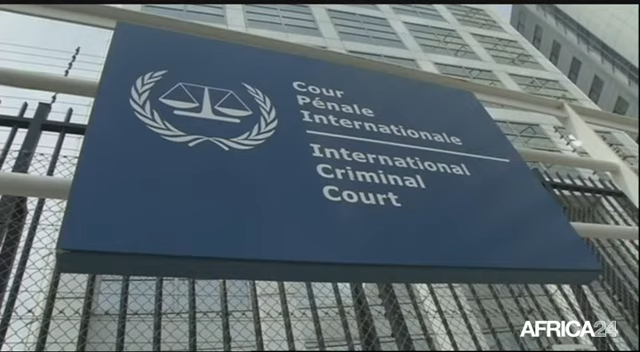 Cour
Pénale
Internationale
International
Criminal
Court
AFRICA24